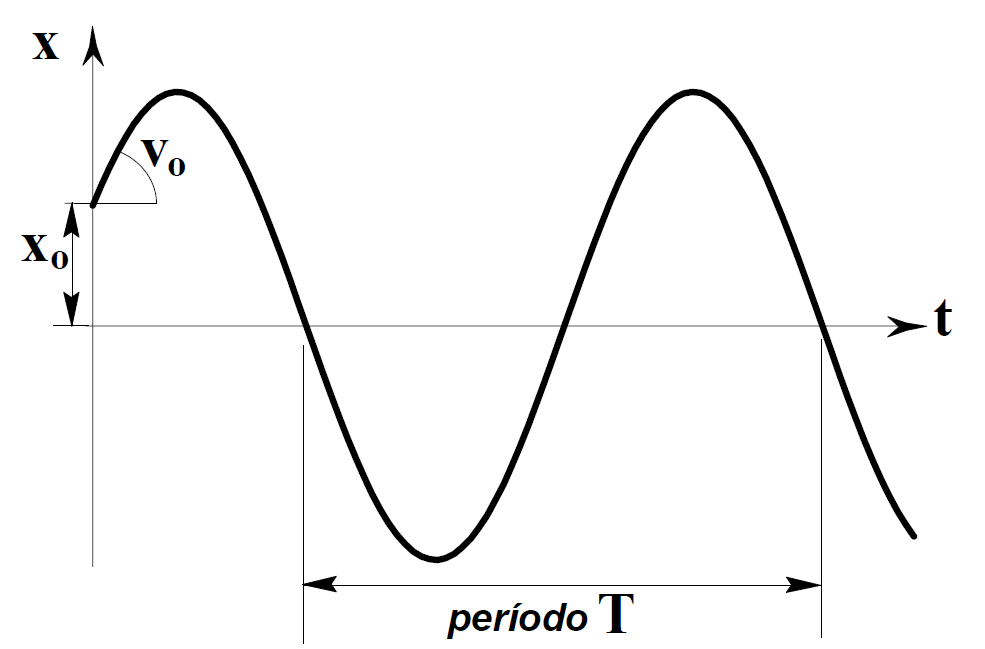 x
v₀
x₀
t
período T